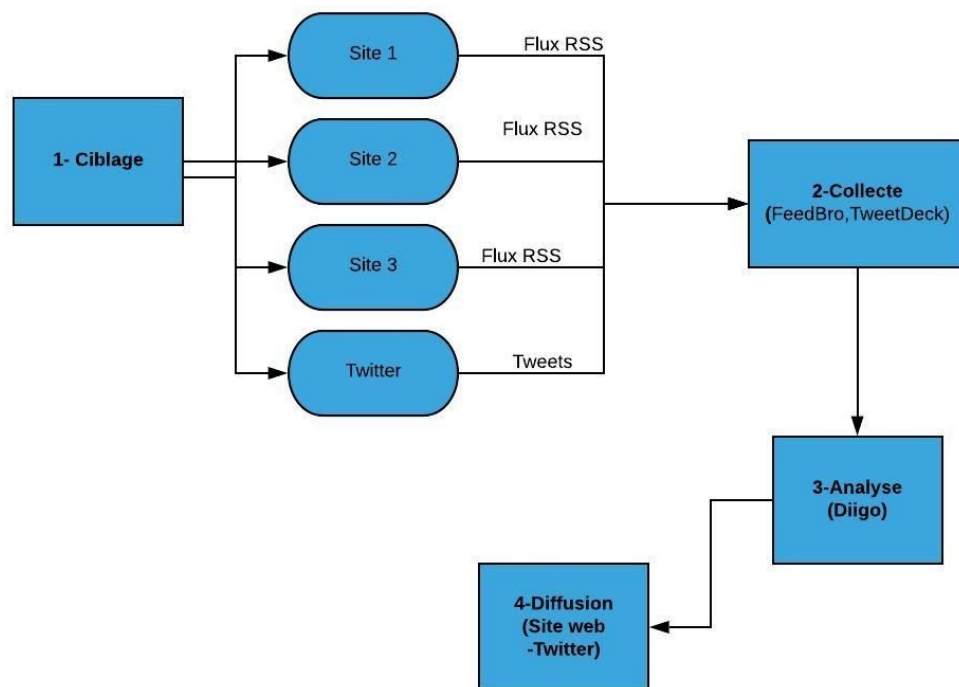 1- Ciblage
Site 1
Flux RSS
Site 2
Flux RSS
Site 3
Flux RSS
Twitter
Tweets
2-Collecte
(FeedBro,TweetDeck)
3-Analyse
(Diigo)
4-Diffusion
(Site web
-Twitter)